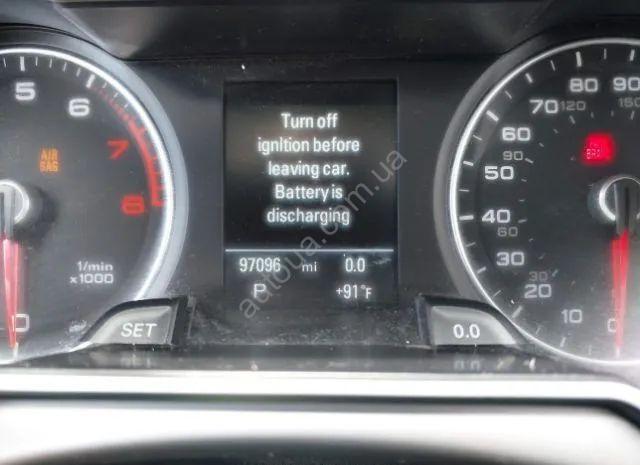 5
6
7
8
AIR
BAG
1/min
x1000
0
SET
Turn off
ignition before
leaving car.
Battery is
discharging
97096 mi 0.0
P +91°F
autoua.com.ua
80 90
70 120 150
60
90
50
40
60
30
30
20
10
0.0